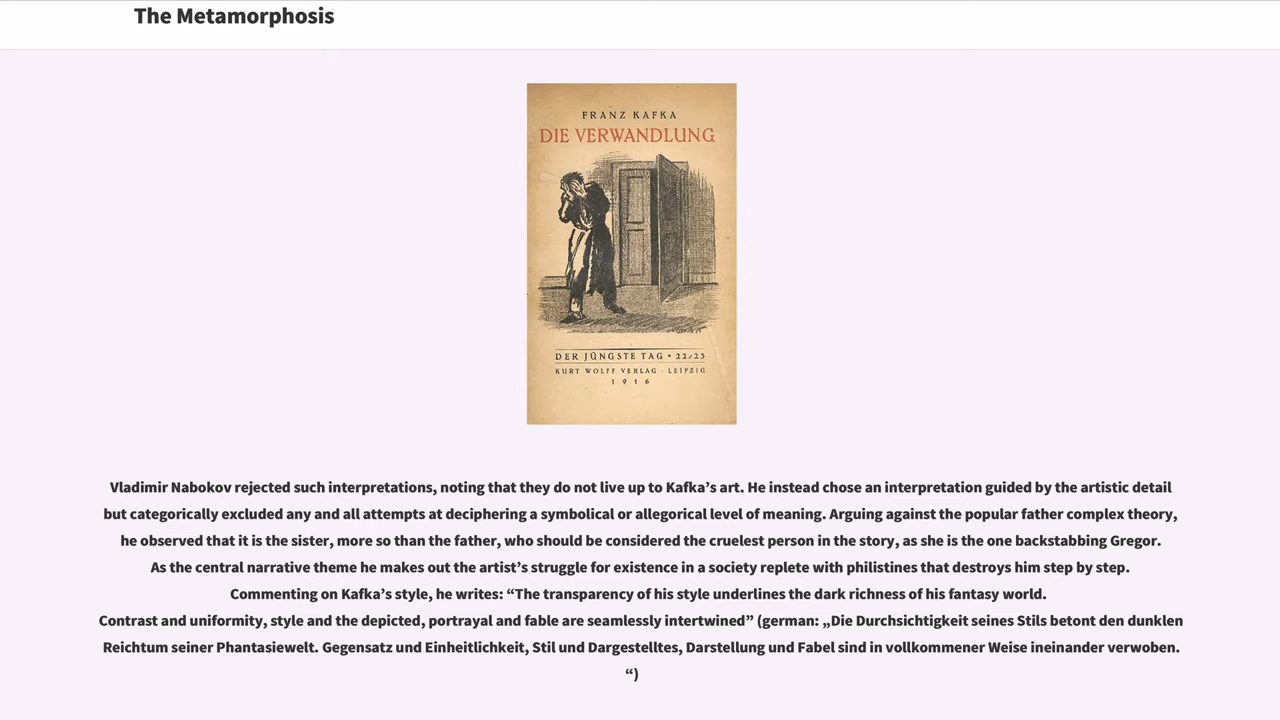 The Metamorphosis
FRANZ KAFKA
DIE VERWANDLUNG
DER JÜNGSTE TAG • 22/23
KURT WOLFF VERLAG · LEIPZIG
1916
Vladimir Nabokov rejected such interpretations, noting that they do not live up to Kafka’s art. He instead chose an interpretation guided by the artistic detail
but categorically excluded any and all attempts at deciphering a symbolical or allegorical level of meaning. Arguing against the popular father complex theory,
he observed that it is the sister, more so than the father, who should be considered the cruelest person in the story, as she is the one backstabbing Gregor.
As the central narrative theme he makes out the artist’s struggle for existence in a society replete with philistines that destroys him step by step.
Commenting on Kafka’s style, he writes: “The transparency of his style underlines the dark richness of his fantasy world.
Contrast and uniformity, style and the depicted, portrayal and fable are seamlessly intertwined” (german: „Die Durchsichtigkeit seines Stils betont den dunklen
Reichtum seiner Phantasiewelt. Gegensatz und Einheitlichkeit, Stil und Dargestelltes, Darstellung und Fabel sind in vollkommener Weise ineinander verwoben.
“)